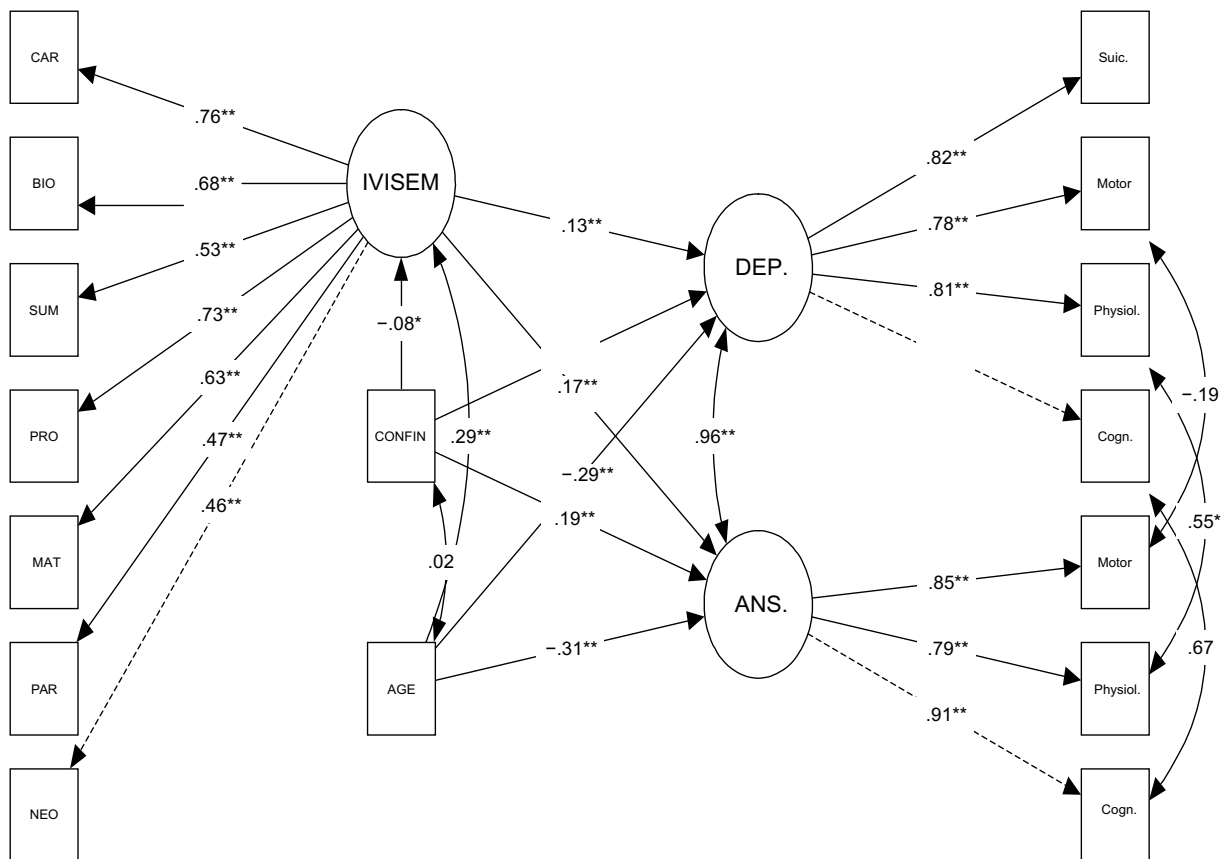 CAR
BIO
SUM
PRO
MAT
PAR
NEO
.76**
.68**
.53**
.73**
.63**
.47**
.46**
IVISEM
−.08*
CONFIN
.02
AGE
.29**
.13**
.17**
−.29**
.19**
−.31**
DEP.
.96**
ANS.
.82**
.78**
.81**
.85**
.79**
.91**
Suic.
Motor
Physiol.
Cogn.
Motor
Physiol.
Cogn.
−.19
.55*
.67